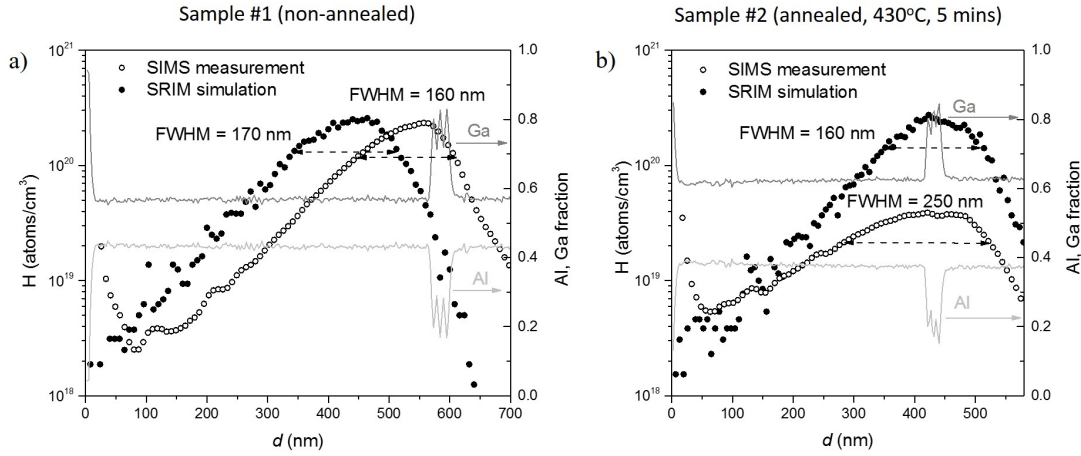 Sample #1 (non-annealed)
Sample #2 (annealed, 430°C, 5 mins)
a)
10²¹
10²⁰
10¹⁹
10¹⁸
H (atoms/cm³)
SIMS measurement
SRIM simulation
FWHM = 160 nm
FWHM = 170 nm
Ga
Al
1.0
0.8
0.6
0.4
0.2
0.0
Al, Ga fraction
0 100 200 300 400 500 600 700
d (nm)
b)
10²¹
10²⁰
10¹⁹
10¹⁸
H (atoms/cm³)
SIMS measurement
SRIM simulation
FWHM = 160 nm
FWHM = 250 nm
Ga
Al
1.0
0.8
0.6
0.4
0.2
0.0
Al, Ga fraction
0 100 200 300 400 500
d (nm)